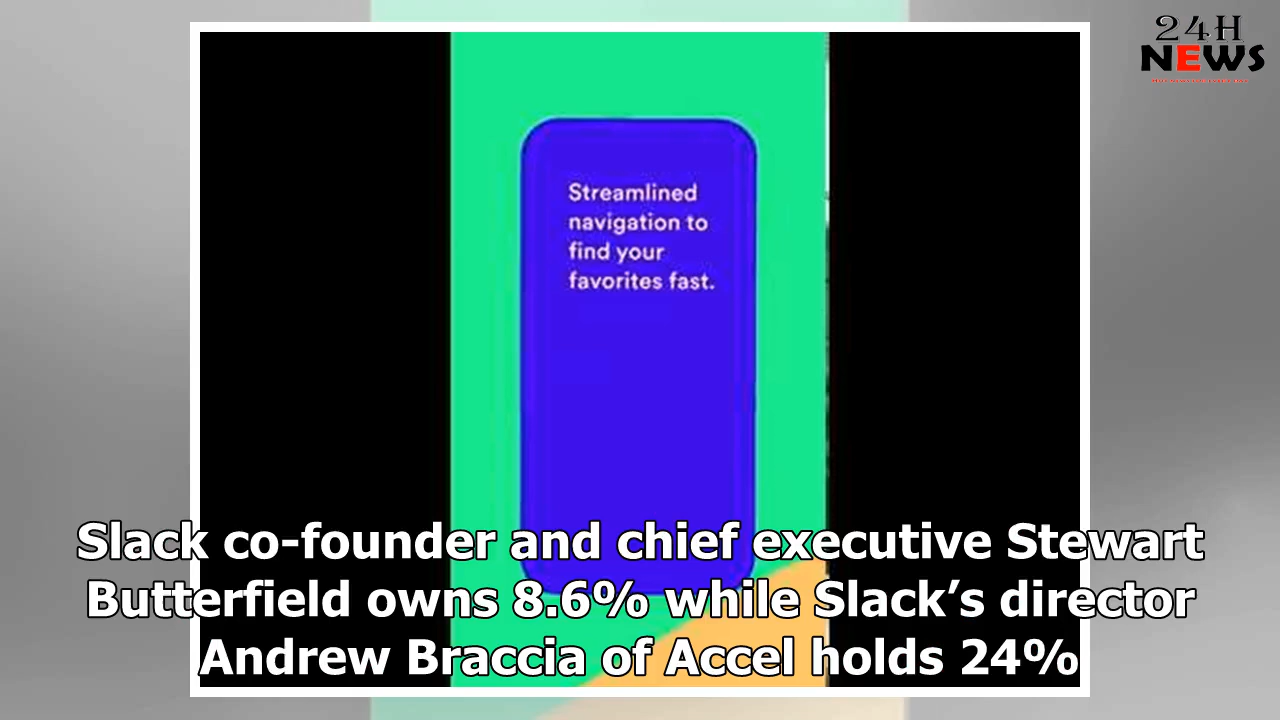 24H
NEWS
Streamlined
navigation to
find your
favorites fast.
Slack co-founder and chief executive Stewart
Butterfield owns 8.6% while Slack’s director
Andrew Braccia of Accel holds 24%